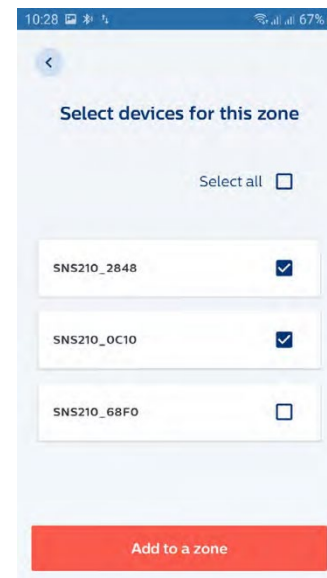 10:28 67%
Select devices for this zone
Select all
SNS210_2848
SNS210_0C10
SNS210_68F0
Add to a zone